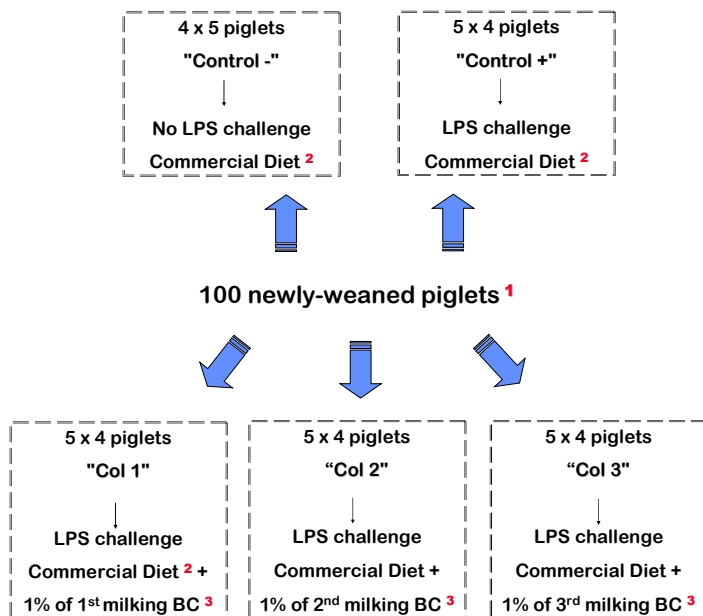 4 x 5 piglets
"Control -"
No LPS challenge
Commercial Diet ²
5 x 4 piglets
"Control +"
LPS challenge
Commercial Diet ²
100 newly-weaned piglets ¹
5 x 4 piglets
"Col 1"
LPS challenge
Commercial Diet ² +
1% of 1ˢᵗ milking BC ³
5 x 4 piglets
“Col 2"
LPS challenge
Commercial Diet +
1% of 2ⁿᵈ milking BC ³
5 x 4 piglets
“Col 3"
LPS challenge
Commercial Diet +
1% of 3ʳᵈ milking BC ³